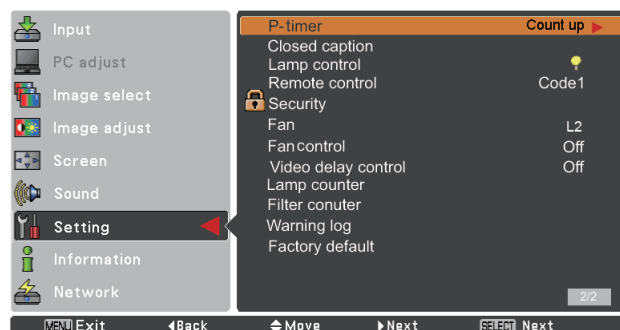 Input
PC adjust
Image select
Image adjust
Screen
Sound
Setting
Information
Network
P-timer Count up
Closed caption
Lamp control
Remote control Code1
Security
Fan L2
Fan control Off
Video delay control Off
Lamp counter
Filter conuter
Warning log
Factory default
2/2
MENU Exit Back Move Next SELECT Next